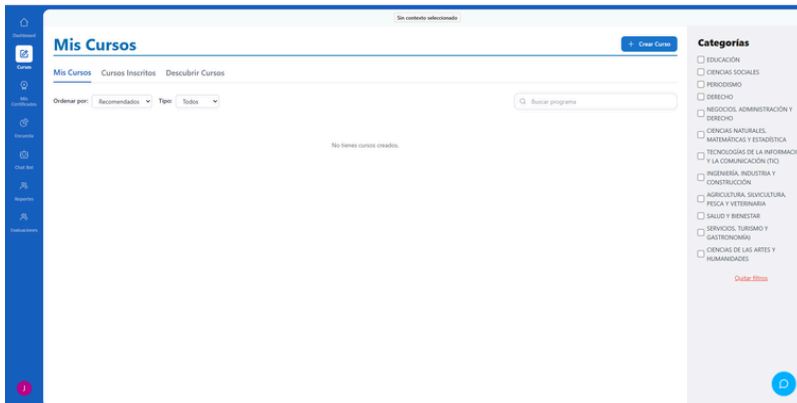 Sin contexto seleccionado
Dashboard
Cursos
Mis
Certificados
Encuesta
Chat Bot
Reportes
Evaluaciones
J
Mis Cursos
+ Crear Curso
Mis Cursos Cursos Inscritos Descubrir Cursos
Ordenar por: Recomendados Tipo: Todos Buscar programa
No tienes cursos creados.
Categorías
EDUCACIÓN
CIENCIAS SOCIALES
PERIODISMO
DERECHO
NEGOCIOS, ADMINISTRACIÓN Y
DERECHO
CIENCIAS NATURALES,
MATEMÁTICAS Y ESTADÍSTICA
TECNOLOGÍAS DE LA INFORMACI
Y LA COMUNICACIÓN (TIC)
INGENIERÍA, INDUSTRIA Y
CONSTRUCCIÓN
AGRICULTURA, SILVICULTURA,
PESCA Y VETERINARIA
SALUD Y BIENESTAR
SERVICIOS, TURISMO Y
GASTRONOMÍA)
CIENCIAS DE LAS ARTES Y
HUMANIDADES
Quitar filtros